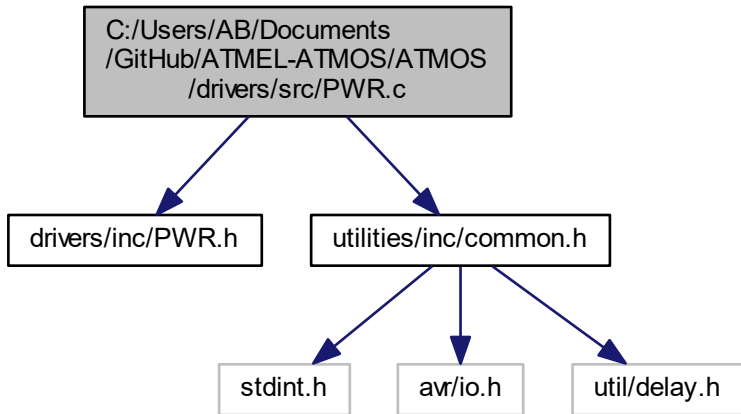 C:/Users/AB/Documents
/GitHub/ATMEL-ATMOS/ATMOS
/drivers/src/PWR.c
drivers/inc/PWR.h
utilities/inc/common.h
stdint.h
avr/io.h
util/delay.h